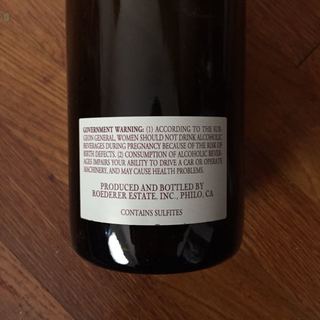 GOVERNMENT WARNING: (1) ACCORDING TO THE SUR-
GEON GENERAL, WOMEN SHOULD NOT DRINK ALCOHOLIC
BEVERAGES DURING PREGNANCY BECAUSE OF THE RISK OF
BIRTH DEFECTS. (2) CONSUMPTION OF ALCOHOLIC BEVER-
AGES IMPAIRS YOUR ABILITY TO DRIVE A CAR OR OPERATE
MACHINERY, AND MAY CAUSE HEALTH PROBLEMS.
PRODUCED AND BOTTLED BY
ROEDERER ESTATE, INC., PHILO, CA
CONTAINS SULFITES